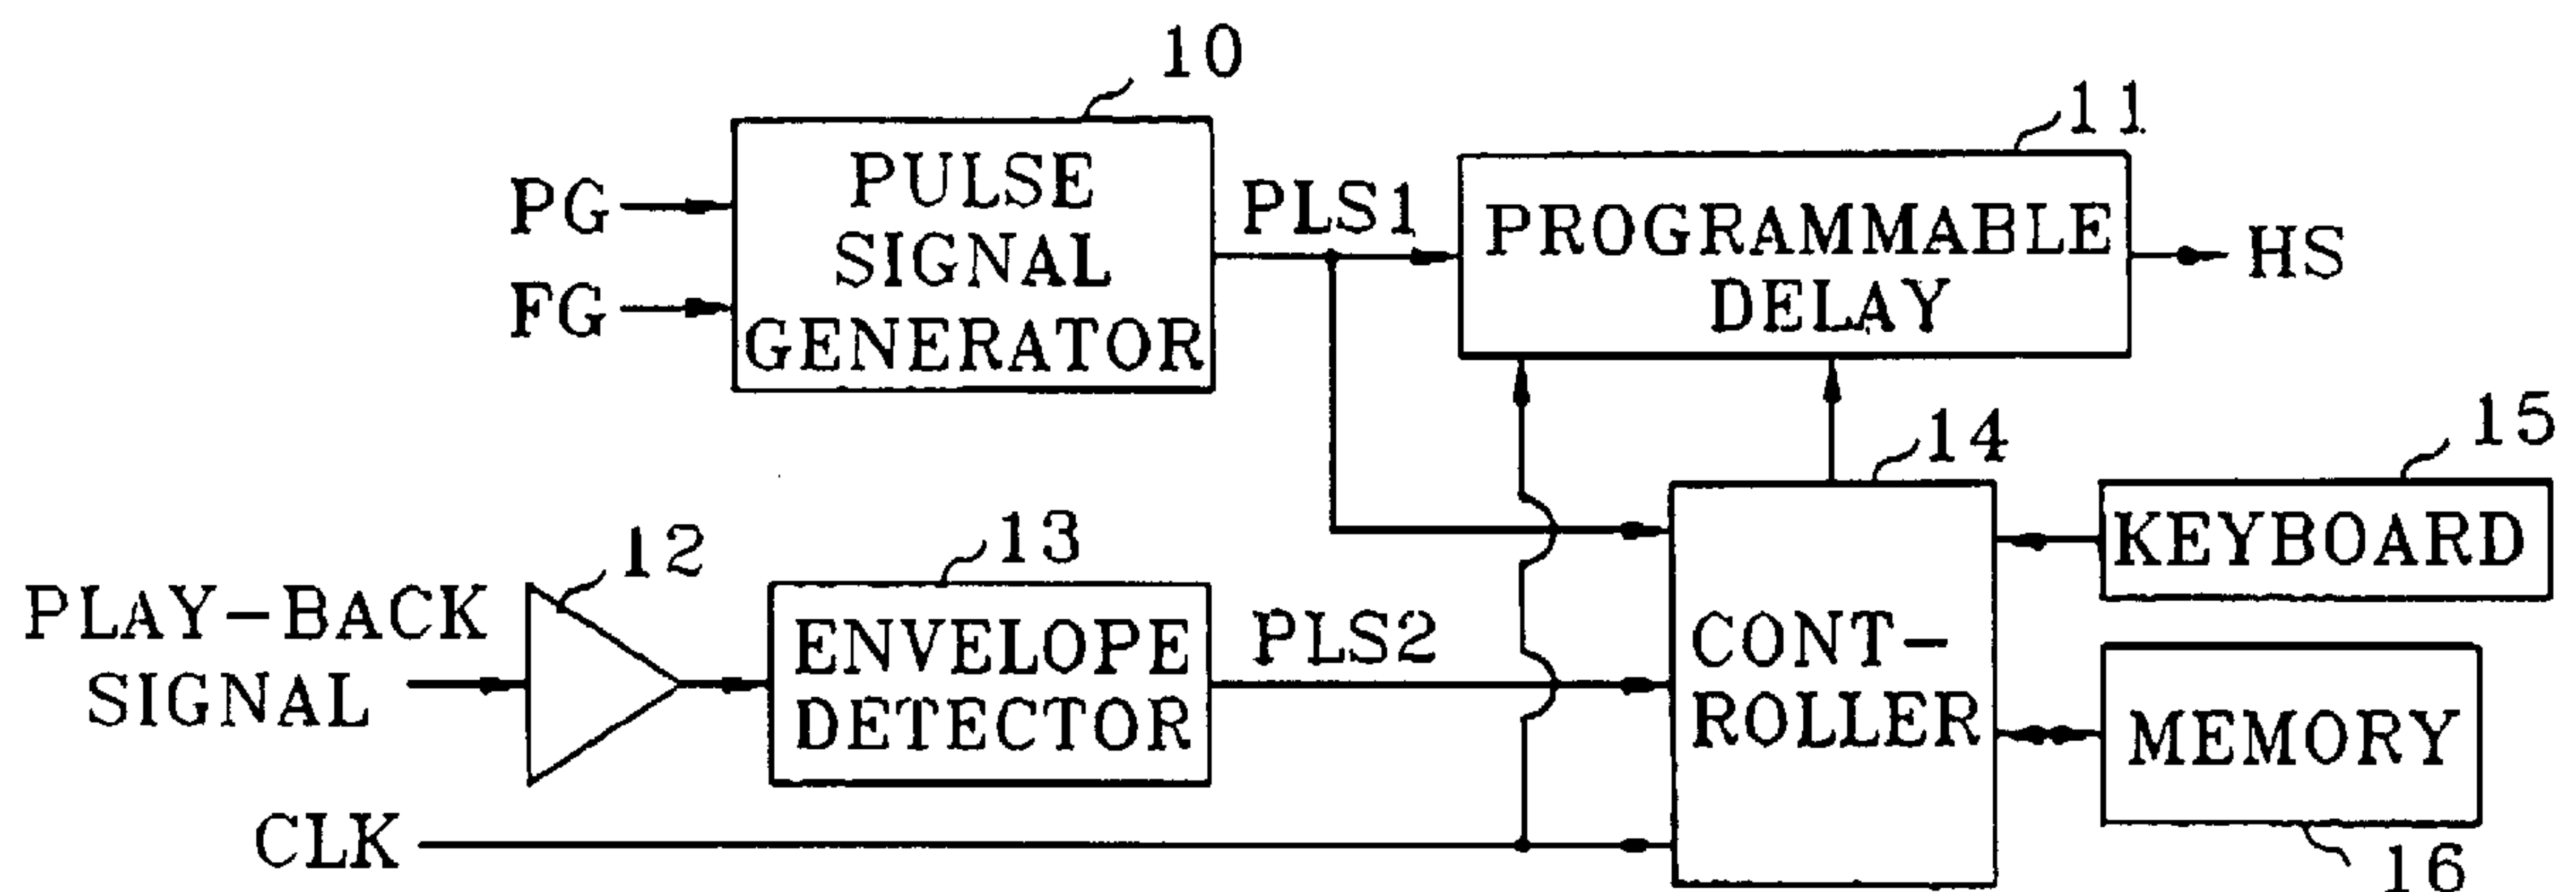 10
11
PULSE
SIGNAL
GENERATOR
PG
FG
PLS1
PROGRAMMABLE
DELAY
HS
14
15
KEYBOARD
12
13
PLAY-BACK
SIGNAL
ENVELOPE
DETECTOR
PLS2
CONT-
ROLLER
MEMORY
CLK
16